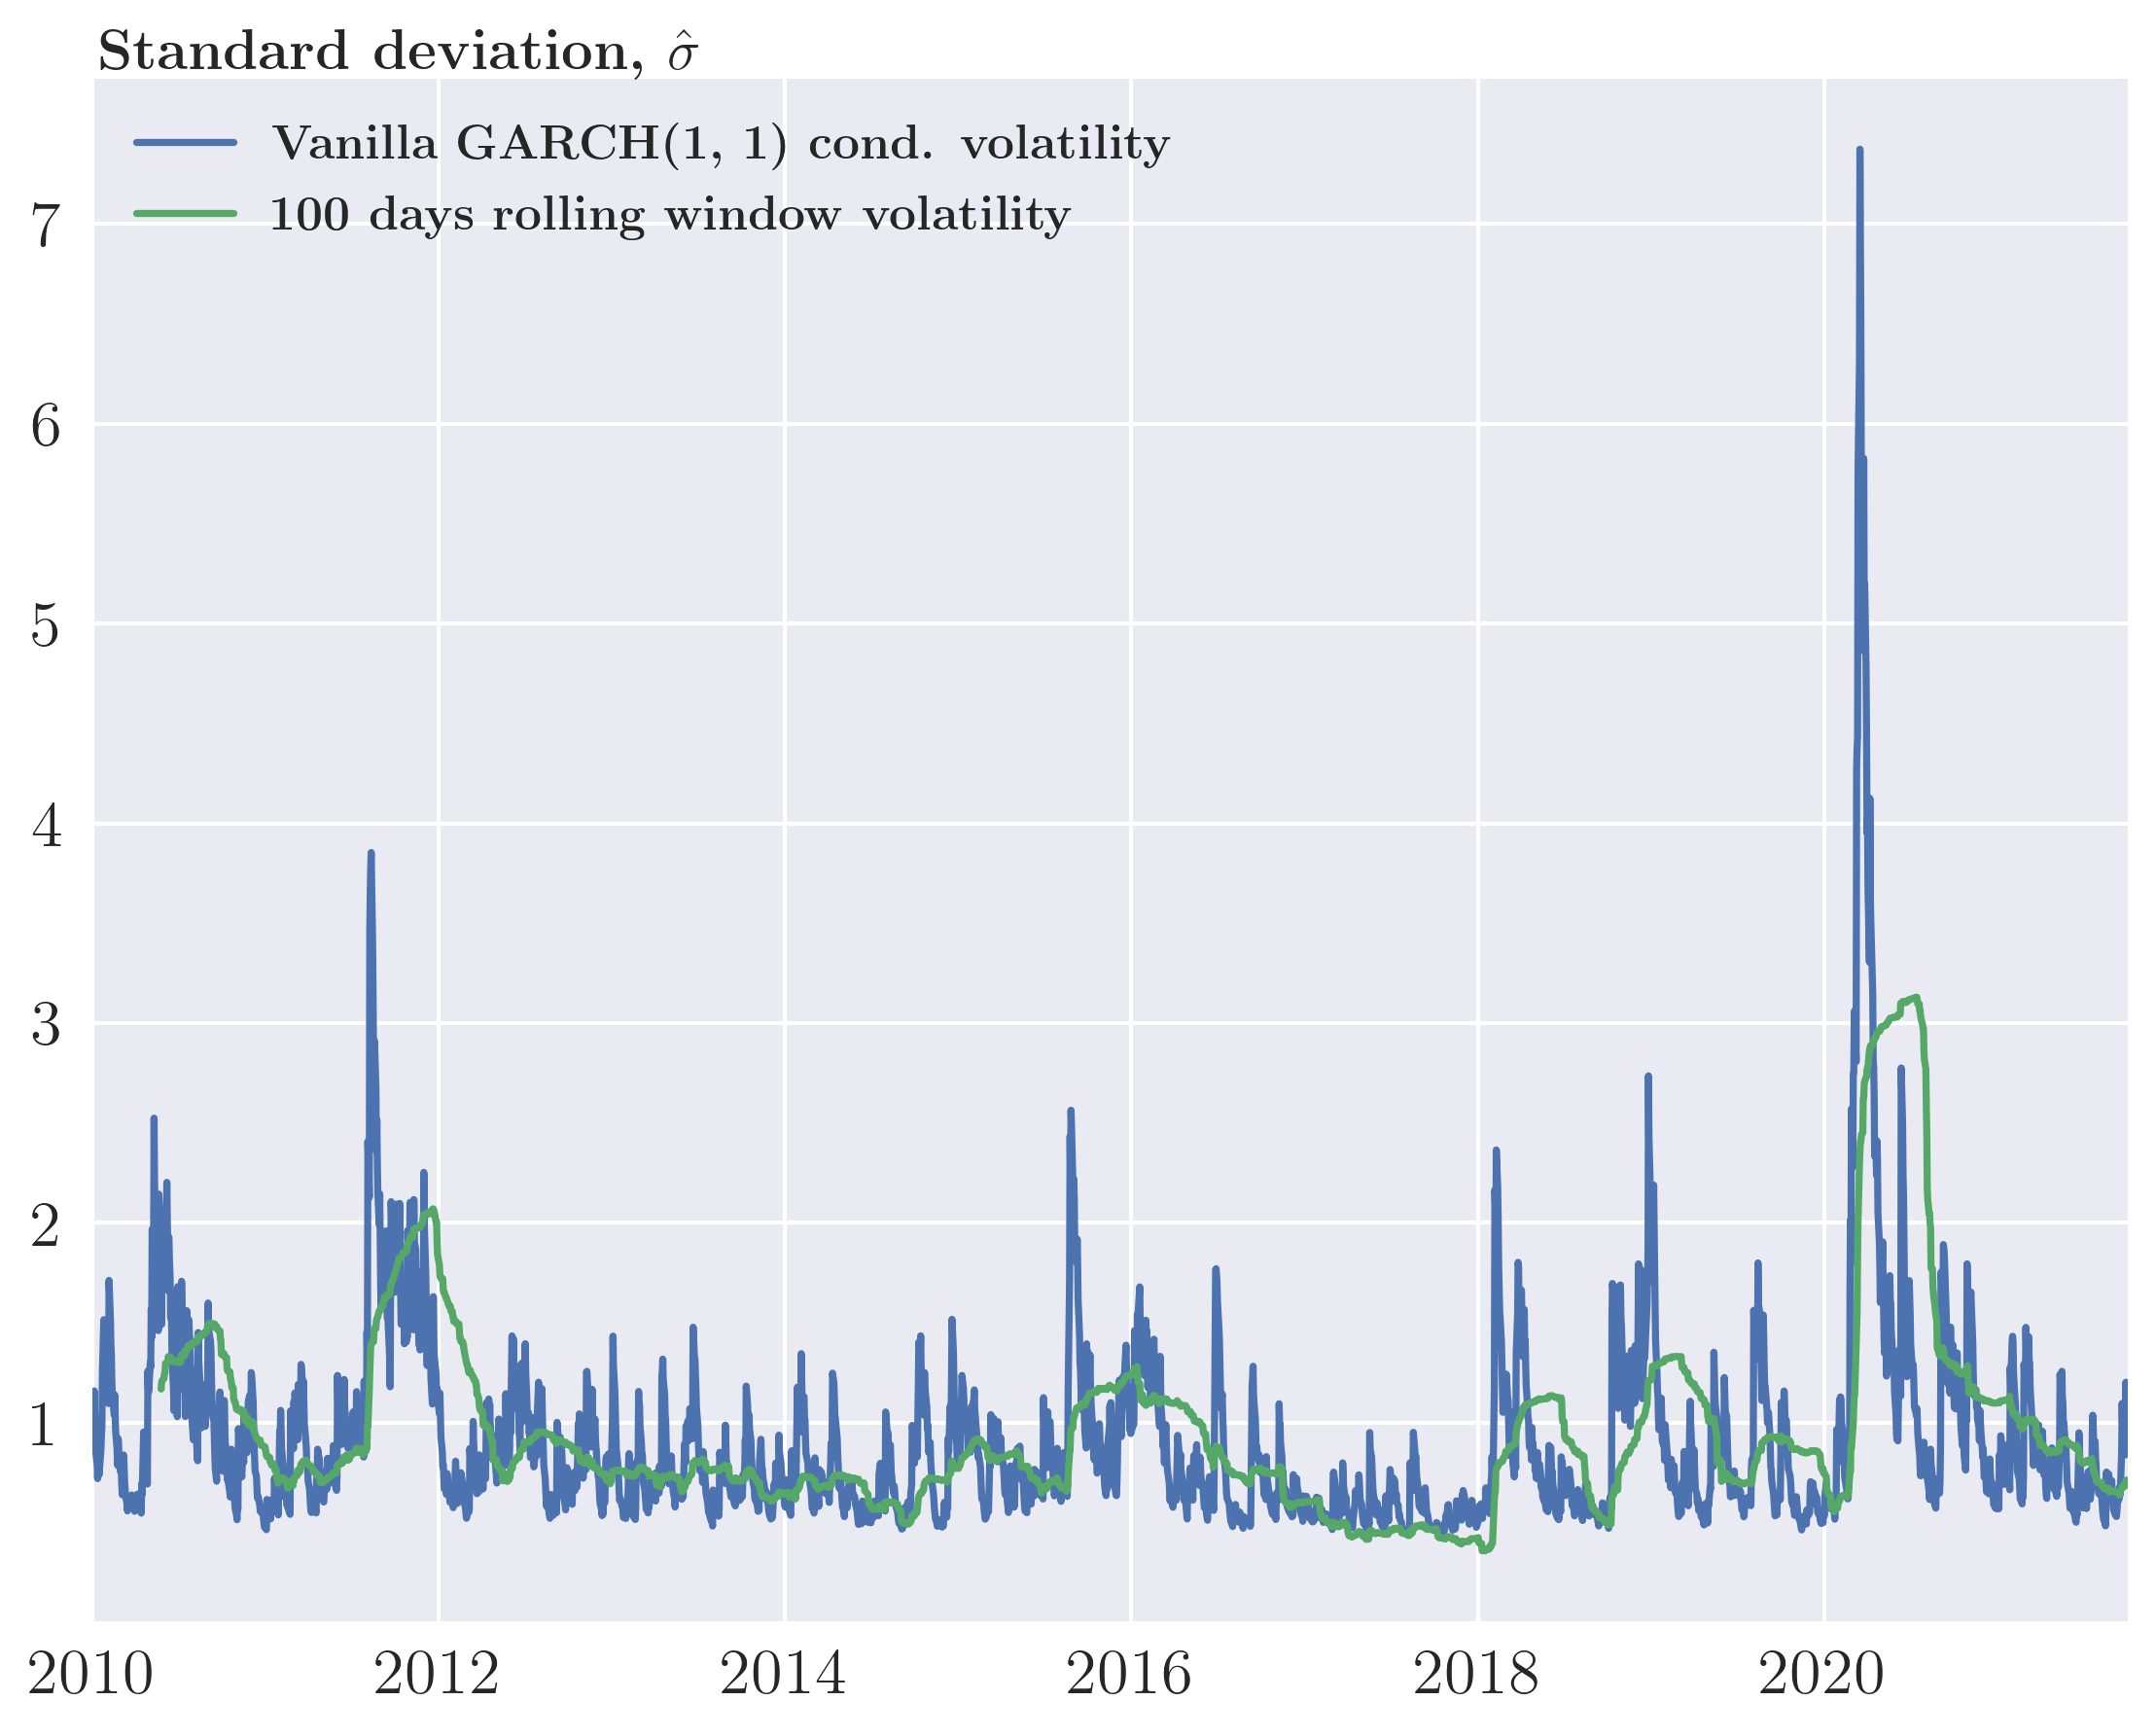 Standard deviation, σ̂
Vanilla GARCH(1, 1) cond. volatility
100 days rolling window volatility
7
6
5
4
3
2
1
2010 2012 2014 2016 2018 2020